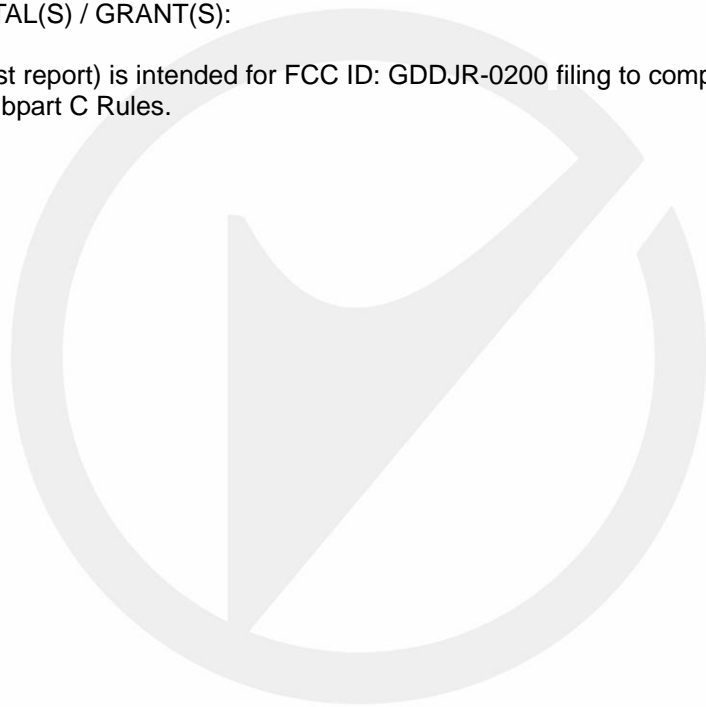 TAL(S) / GRANT(S):
st report) is intended for FCC ID: GDDJR-0200 filing to comp
bpart C Rules.